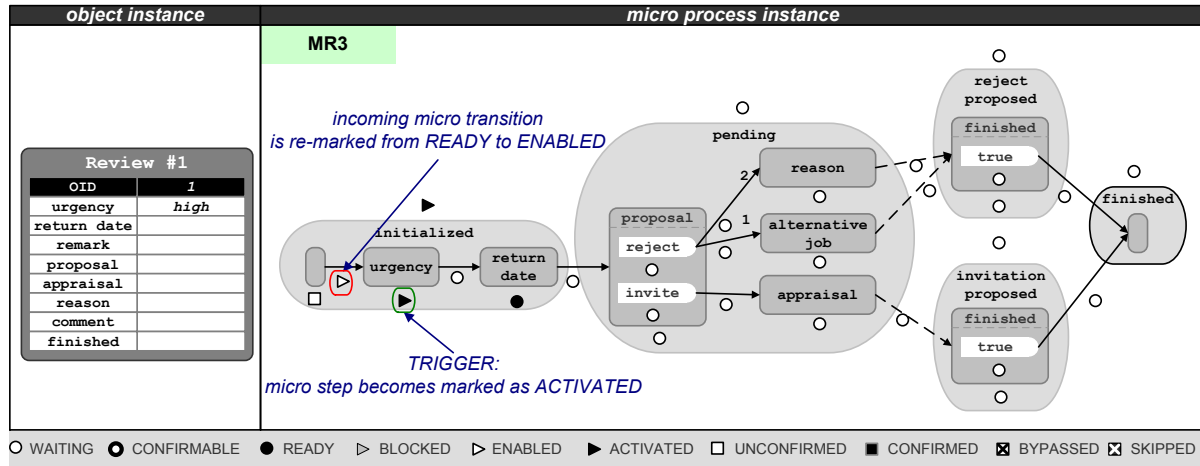 object instance
micro process instance
MR3
incoming micro transition
is re-marked from READY to ENABLED
Review #1
OID 1
urgency high
return date
remark
proposal
appraisal
reason
comment
finished
initialized
urgency
return
date
TRIGGER:
micro step becomes marked as ACTIVATED
pending
proposal
reject
invite
2
1
reason
alternative
job
appraisal
reject
proposed
finished
true
invitation
proposed
finished
true
finished
WAITING CONFIRMABLE READY BLOCKED ENABLED ACTIVATED UNCONFIRMED CONFIRMED BYPASSED SKIPPED